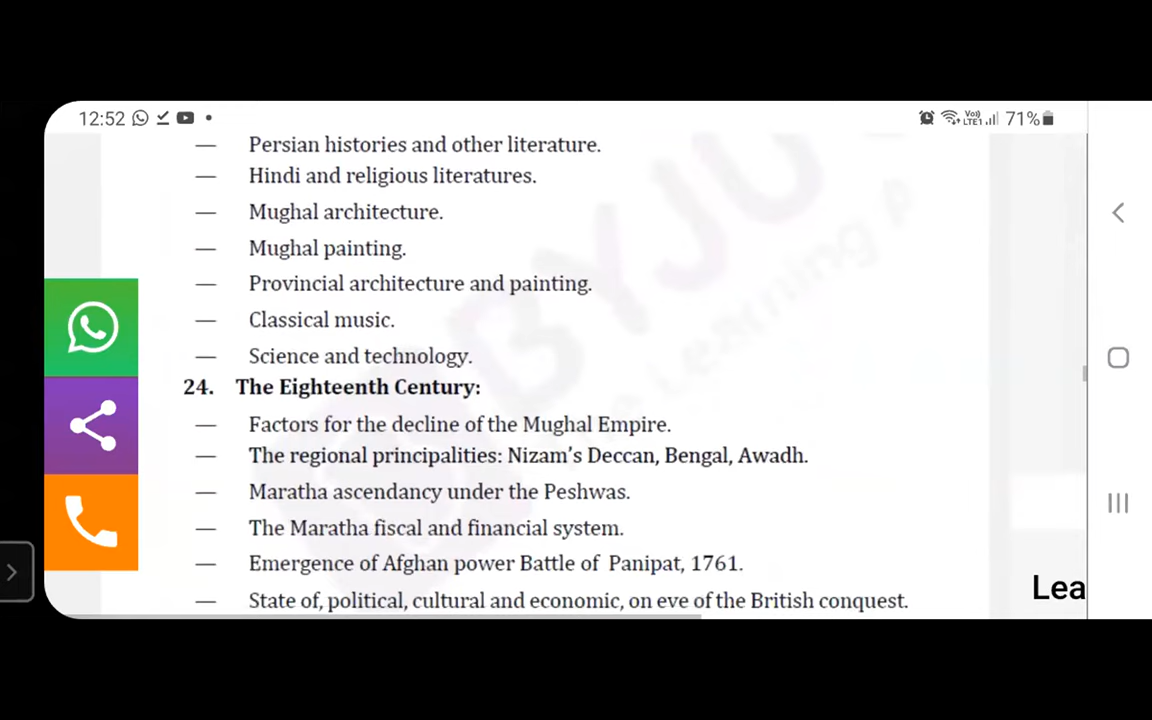 12:52
71%
Persian histories and other literature.
— Hindi and religious literatures.
— Mughal architecture.
— Mughal painting.
— Provincial architecture and painting.
— Classical music.
— Science and technology.
24. The Eighteenth Century:
— Factors for the decline of the Mughal Empire.
— The regional principalities: Nizam's Deccan, Bengal, Awadh.
— Maratha ascendancy under the Peshwas.
— The Maratha fiscal and financial system.
— Emergence of Afghan power Battle of Panipat, 1761.
— State of, political, cultural and economic, on eve of the British conquest.
Lea
BYJU
Learning